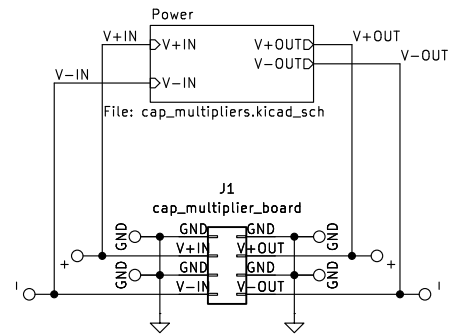 Power
V+IN
V+IN
V+OUT
V+OUT
V-IN
V-IN
V-OUT
V-OUT
File: cap_multipliers.kicad_sch
J1
cap_multiplier_board
GND
GND
GND
GND
+
V+IN
V+OUT
+
GND
GND
GND
GND
-
V-IN
V-OUT
-